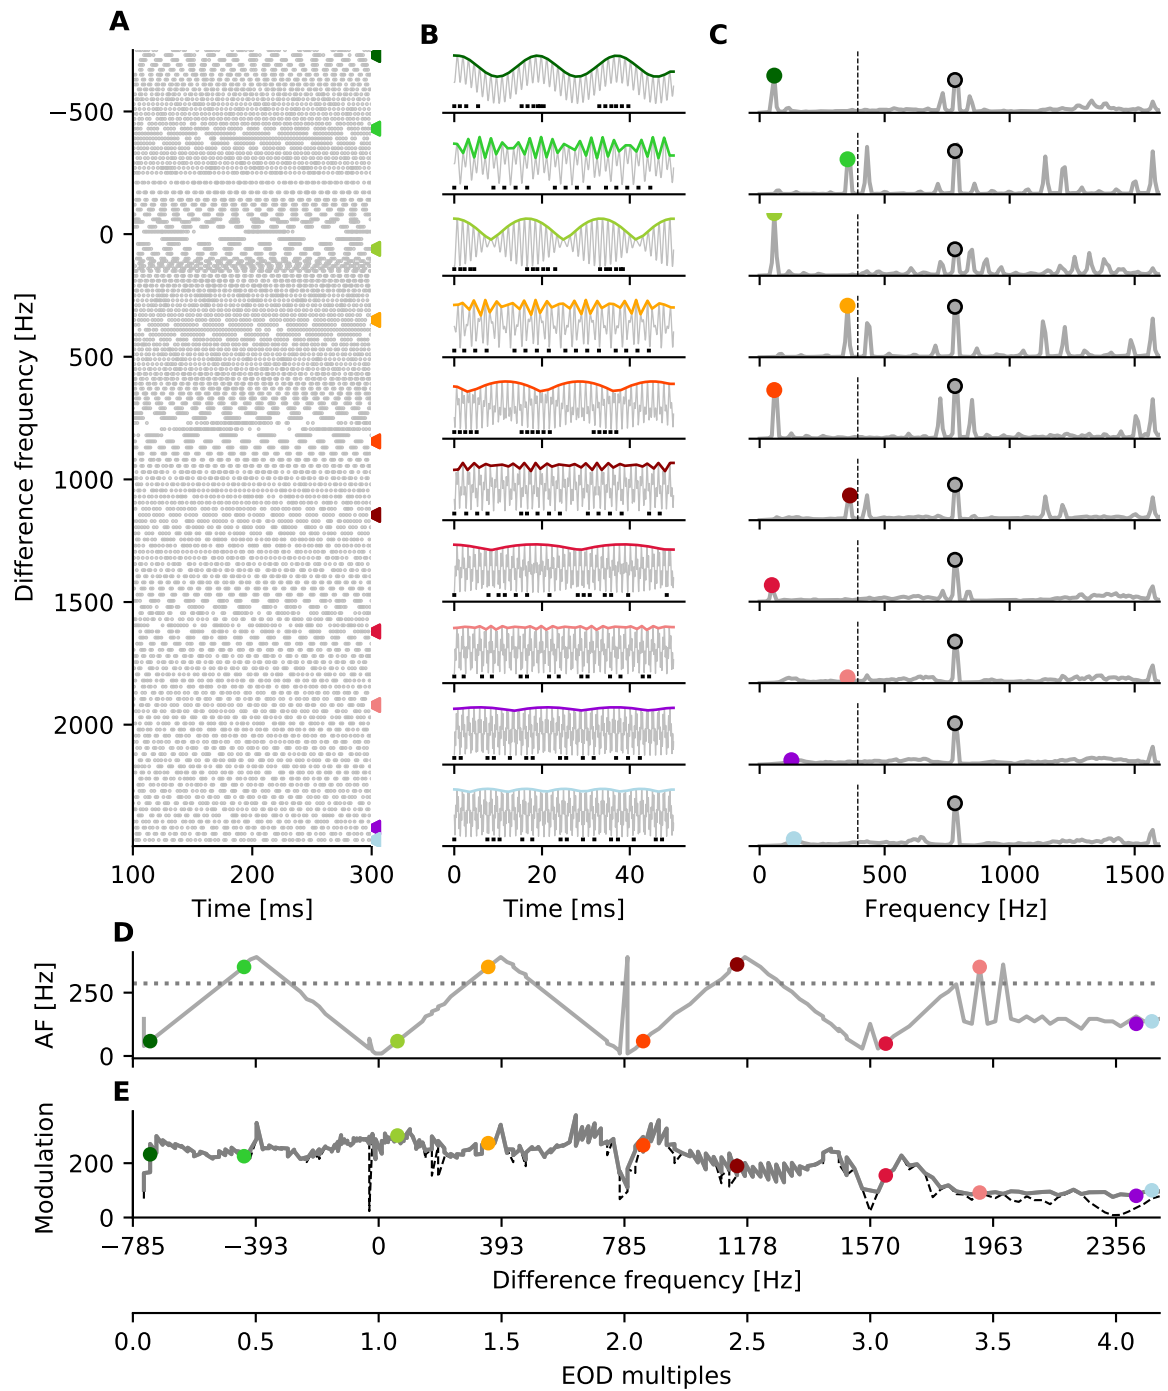 A
B
C
Difference frequency [Hz]
−500
0
500
1000
1500
2000
100
200
300
Time [ms]
0
20
40
Time [ms]
0
500
1000
1500
Frequency [Hz]
D
AF [Hz]
250
0
E
Modulation
200
0
−785
−393
0
393
785
1178
1570
1963
2356
Difference frequency [Hz]
0.0
0.5
1.0
1.5
2.0
2.5
3.0
3.5
4.0
EOD multiples